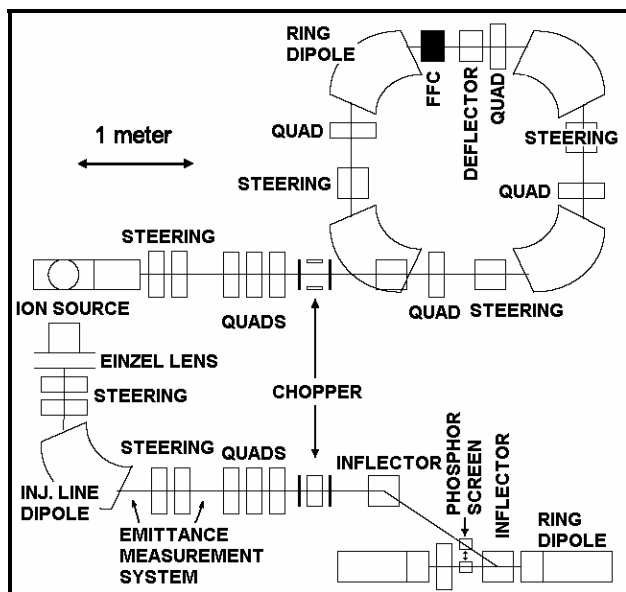 RING
DIPOLE
FFC
DEFLECTOR
QUAD
1 meter
QUAD
STEERING
STEERING
QUAD
STEERING
ION SOURCE
QUADS
QUAD
STEERING
EINZEL LENS
STEERING
CHOPPER
STEERING
QUADS
INFLECTOR
PHOSPHOR
SCREEN
INFLECTOR
INJ. LINE
DIPOLE
RING
DIPOLE
EMITTANCE
MEASUREMENT
SYSTEM